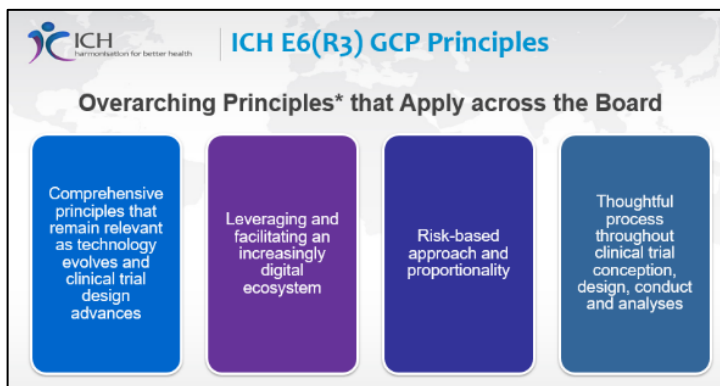 ICH
harmonisation for better health
ICH E6(R3) GCP Principles
Overarching Principles* that Apply across the Board
Comprehensive
principles that
remain relevant
as technology
evolves and
clinical trial
design
advances
Leveraging and
facilitating an
increasingly
digital
ecosystem
Risk-based
approach and
proportionality
Thoughtful
process
throughout
clinical trial
conception,
design, conduct
and analyses